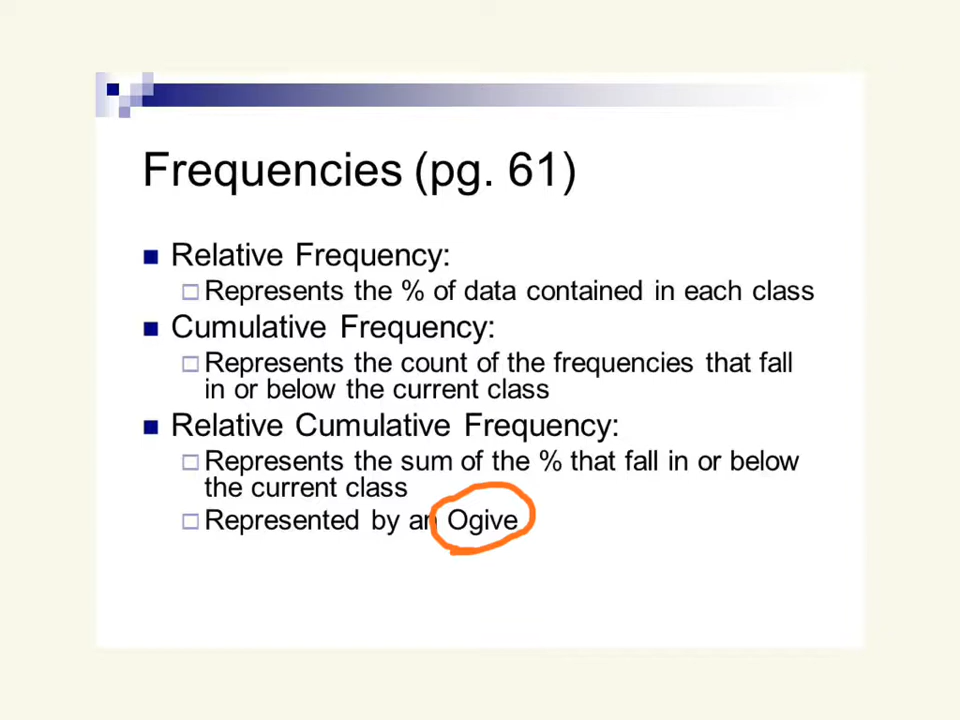 Frequencies (pg. 61)
Relative Frequency:
Represents the % of data contained in each class
Cumulative Frequency:
Represents the count of the frequencies that fall
in or below the current class
Relative Cumulative Frequency:
Represents the sum of the % that fall in or below
the current class
Represented by an Ogive